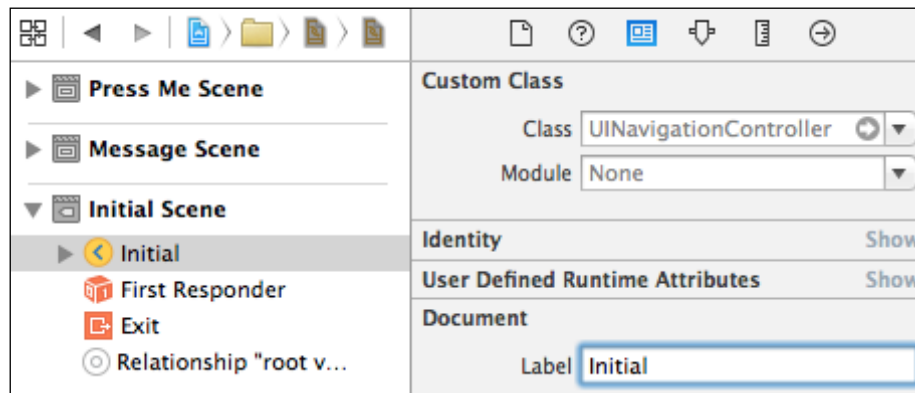 Press Me Scene
Message Scene
Initial Scene
Initial
First Responder
Exit
Relationship "root v...
Custom Class
Class UINavigationController
Module None
Identity Show
User Defined Runtime Attributes Show
Document
Label Initial